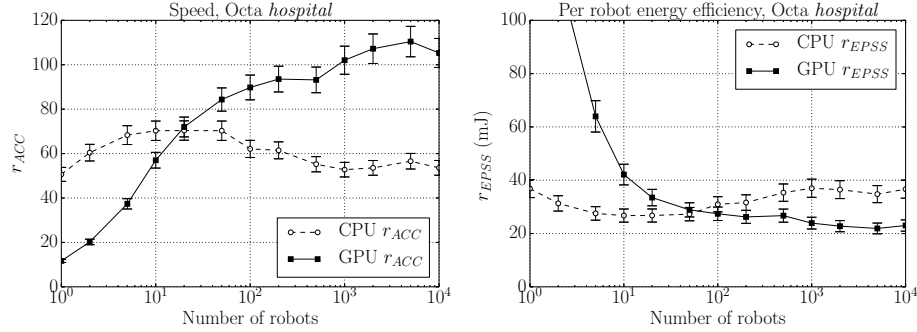 Speed, Octa hospital
120
100
80
60
40
20
0
r_ACC
CPU r_ACC
GPU r_ACC
10^0
10^1
10^2
10^3
10^4
Number of robots
Per robot energy efficiency, Octa hospital
100
80
60
40
20
0
r_EPSS (mJ)
CPU r_EPSS
GPU r_EPSS
10^0
10^1
10^2
10^3
10^4
Number of robots